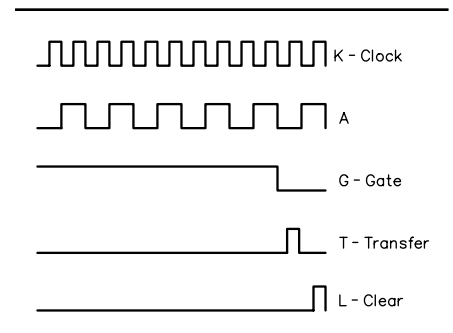 K - Clock
A
G - Gate
T - Transfer
L - Clear